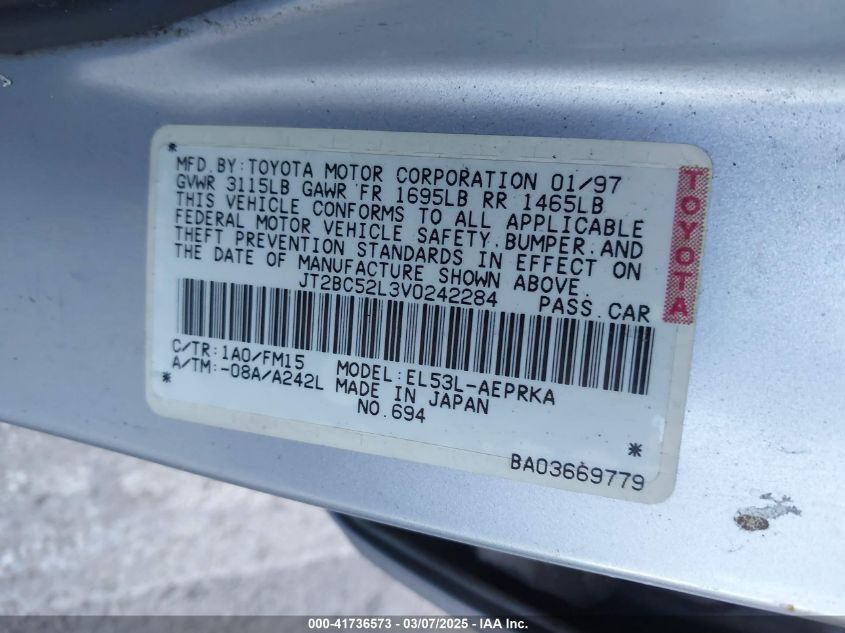 MFD.BY:TOYOTA MOTOR CORPORATION 01/97
GVWR 3115LB GAWR FR 1695LB RR 1465LB
THIS VEHICLE CONFORMS TO ALL APPLICABLE
FEDERAL MOTOR VEHICLE SAFETY,BUMPER,AND
THEFT PREVENTION STANDARDS IN EFFECT ON
THE DATE OF MANUFACTURE SHOWN ABOVE.
JT2BC52L3V0242284 PASS.CAR
TOYOTA
C/TR:1A0/FM15 MODEL:EL53L-AEPRKA
A/TM:-08A/A242L MADE IN JAPAN
NO.694
BA03669779
000-41736573 — 03/07/2025 — IAA Inc.